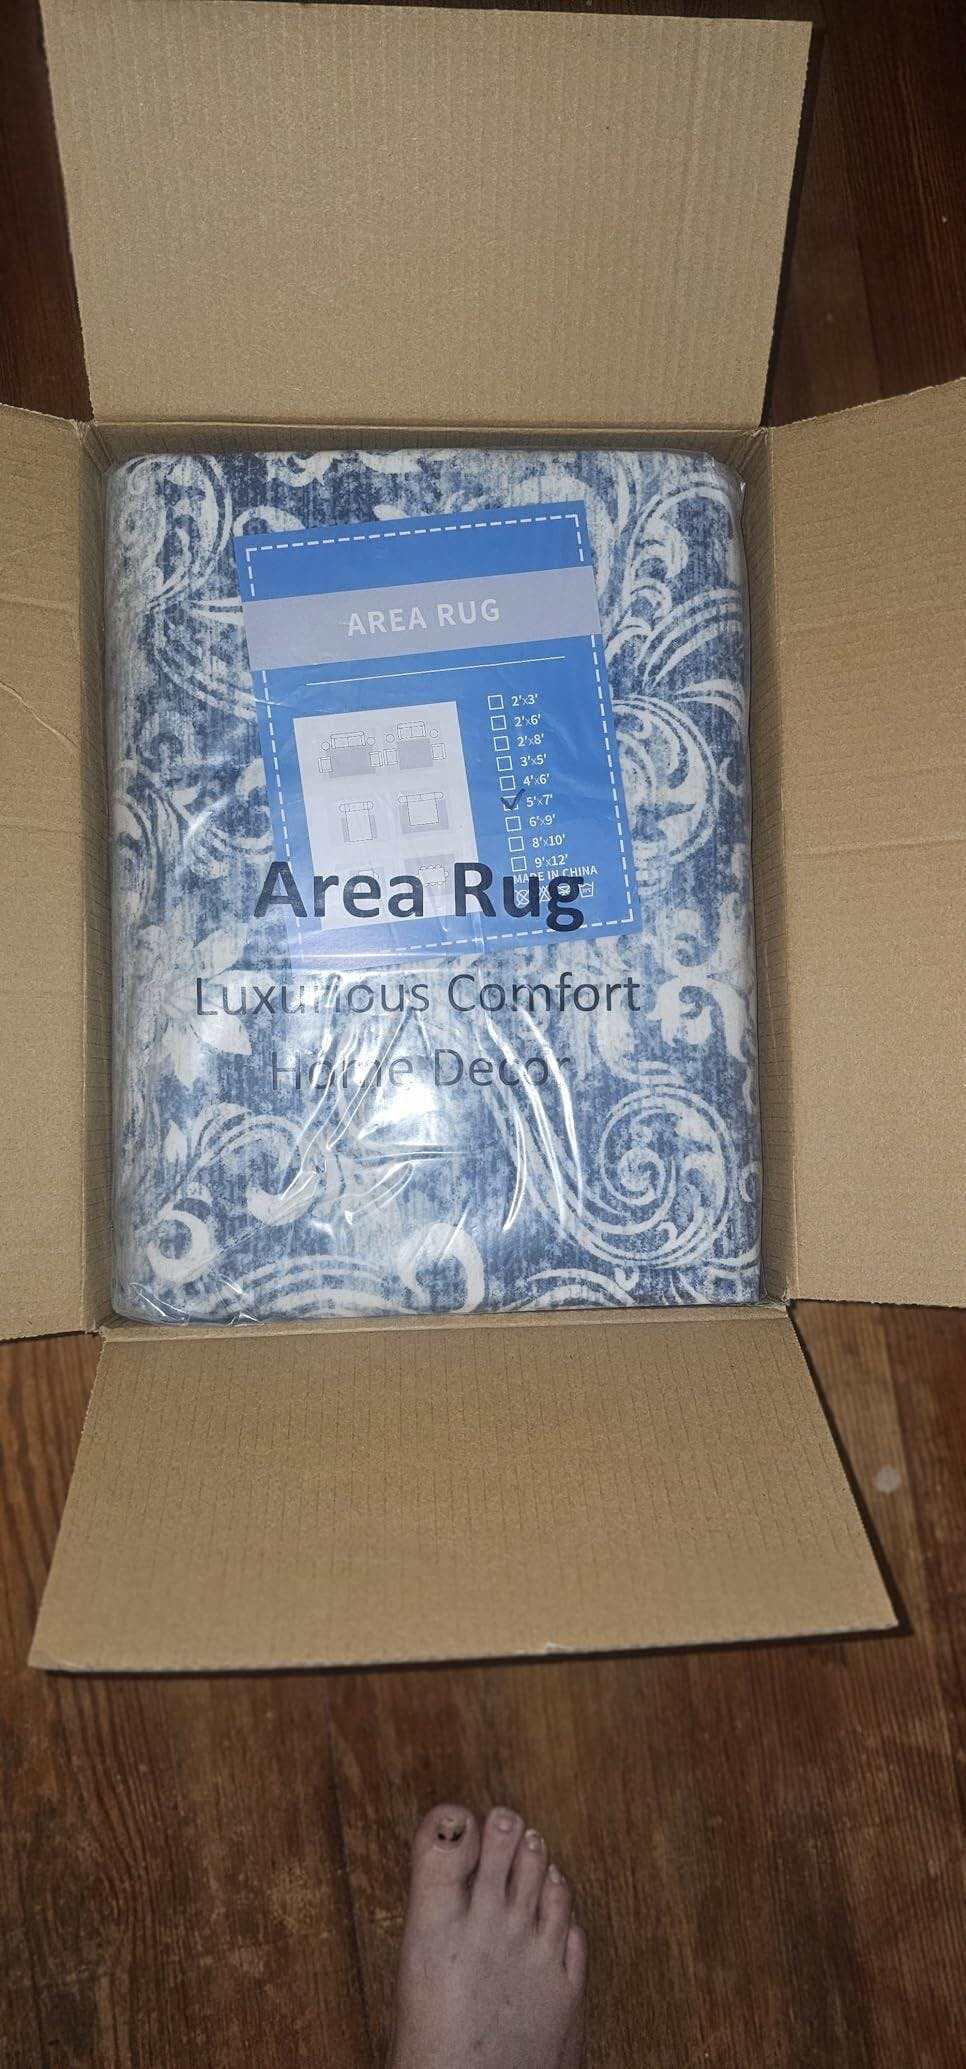 AREA RUG
2'x3'
2'x6'
2'x8'
3'x5'
4'x6'
5'x7'
6'x9'
8'x10'
9'x12'
MADE IN CHINA
Area Rug
Luxurious Comfort
Home Decor